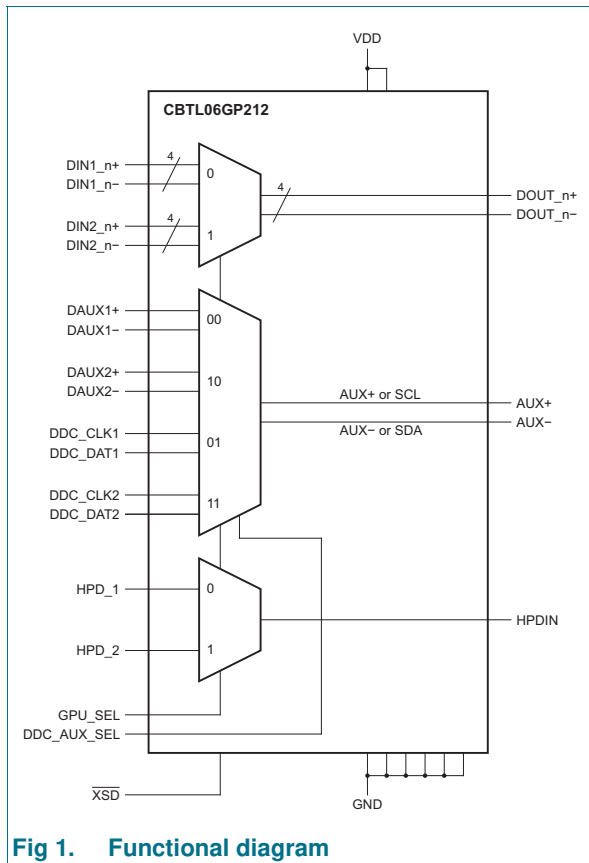 VDD
CBTL06GP212
DIN1_n+
DIN1_n−
4
0
4
DOUT_n+
DOUT_n−
DIN2_n+
DIN2_n−
4
1
DAUX1+
DAUX1−
00
DAUX2+
DAUX2−
10
AUX+ or SCL
AUX− or SDA
AUX+
AUX−
DDC_CLK1
DDC_DAT1
01
DDC_CLK2
DDC_DAT2
11
HPD_1
0
HPDIN
HPD_2
1
GPU_SEL
DDC_AUX_SEL
XSD
GND
Fig 1. Functional diagram